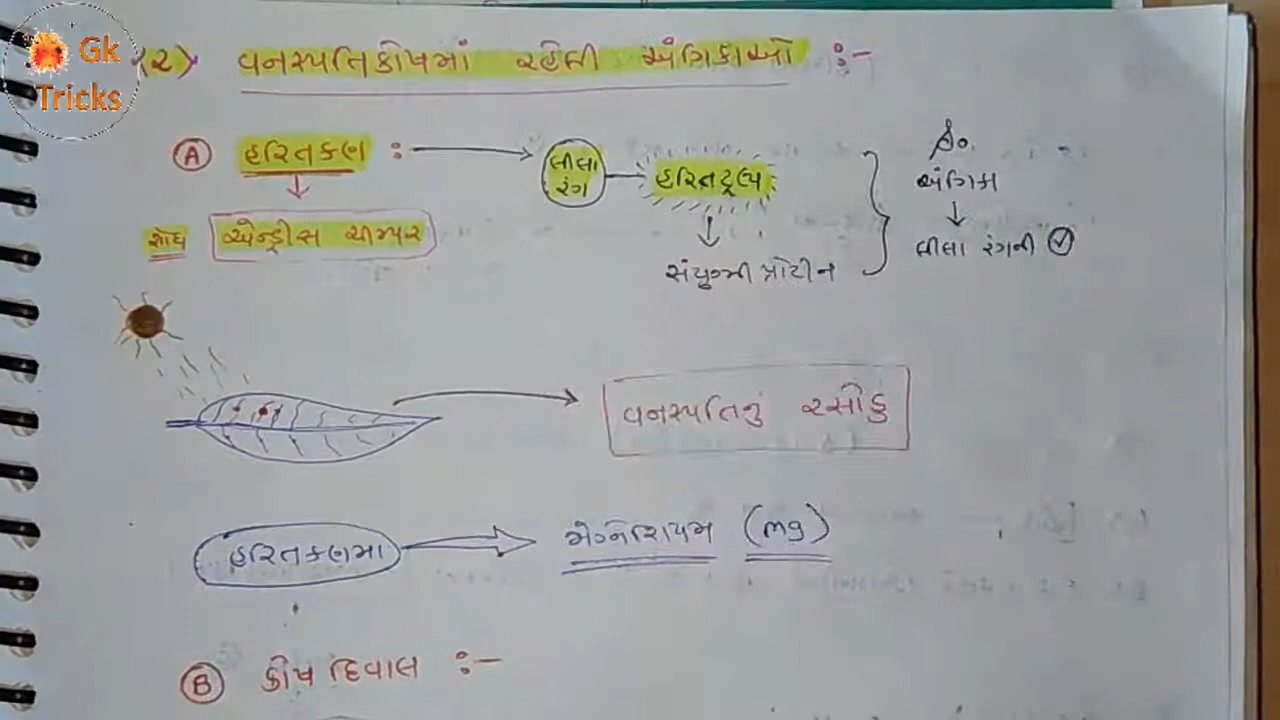 Gk
Tricks
(૨) વનસ્પતિકોષમાં રહેલી અંગિકાઓ :-
(A) હરિતકણ : → લીલા રંગ — હરિતદ્રવ્ય
So.
અંગિકા
લીલા રંગની
શોધ એન્ડ્રીસ ચામ્પર
સંયુગ્મી પ્રોટીન
વનસ્પતિનું રસોડુ
હરિતકણમા ⇒ મેગ્નેશિયમ (mg)
(B) કોષ દિવાલ :-